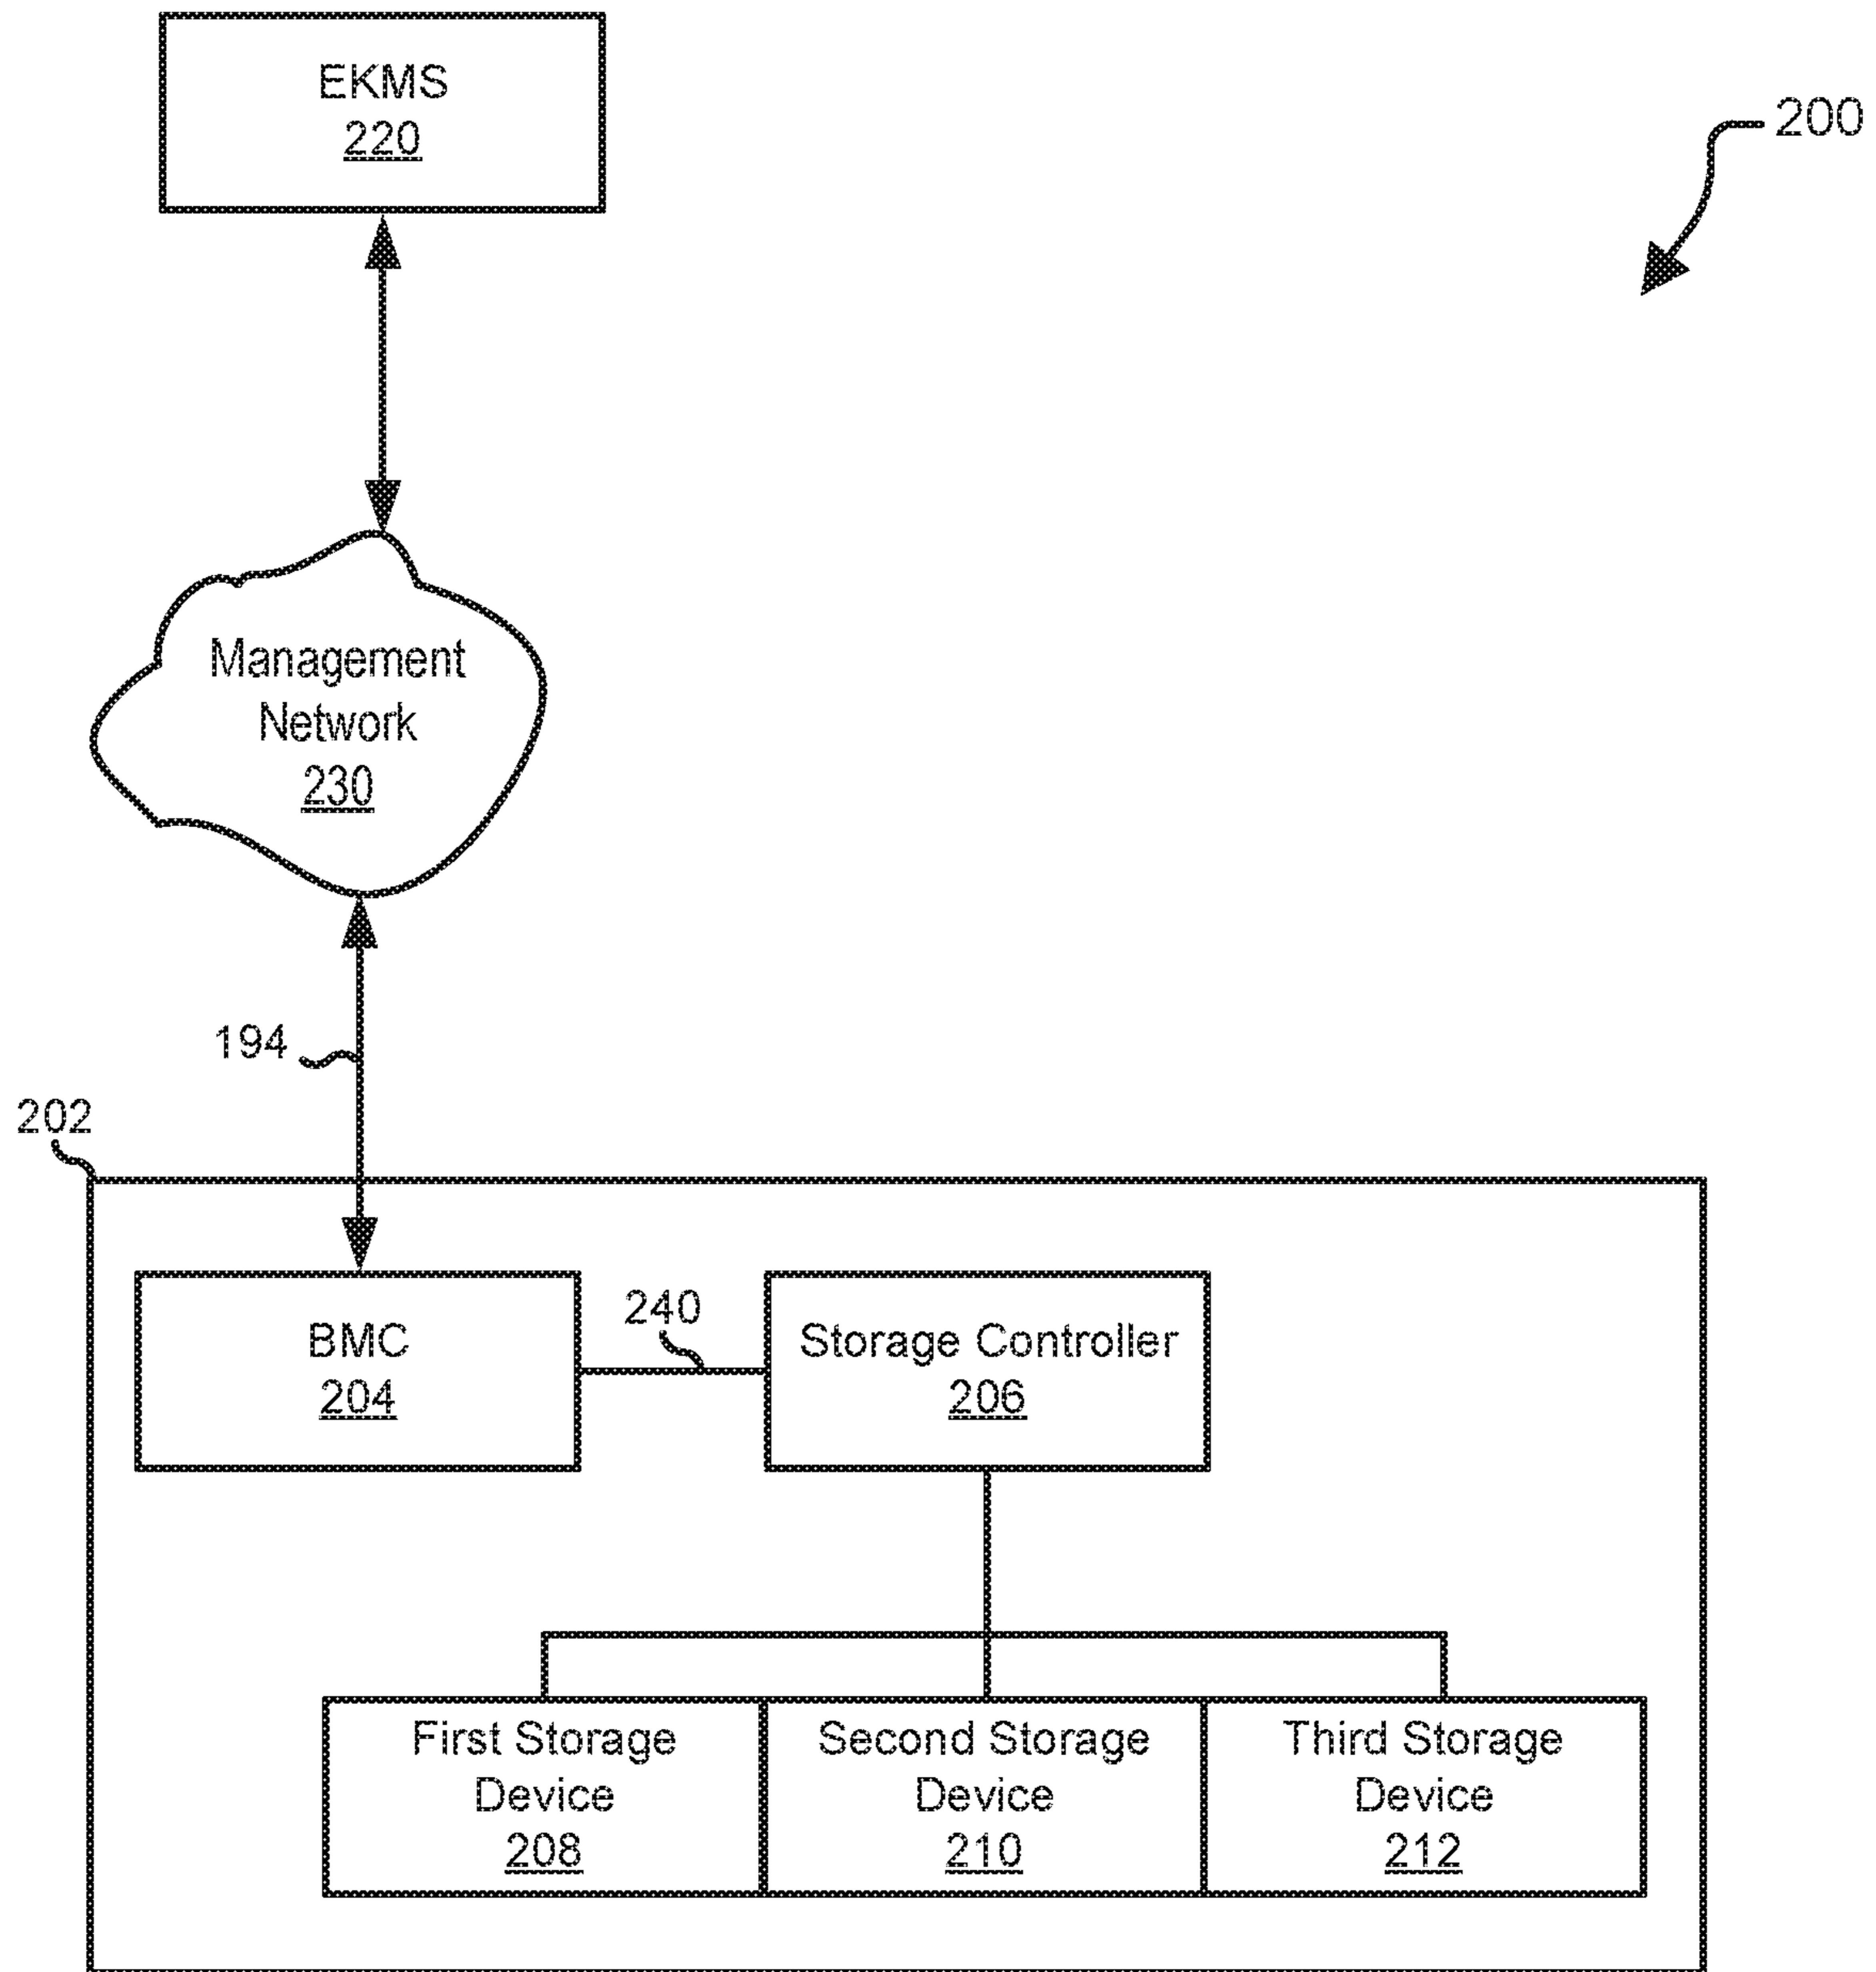 EKMS
220
200
Management
Network
230
194
202
BMC
204
240
Storage Controller
206
First Storage
Device
208
Second Storage
Device
210
Third Storage
Device
212